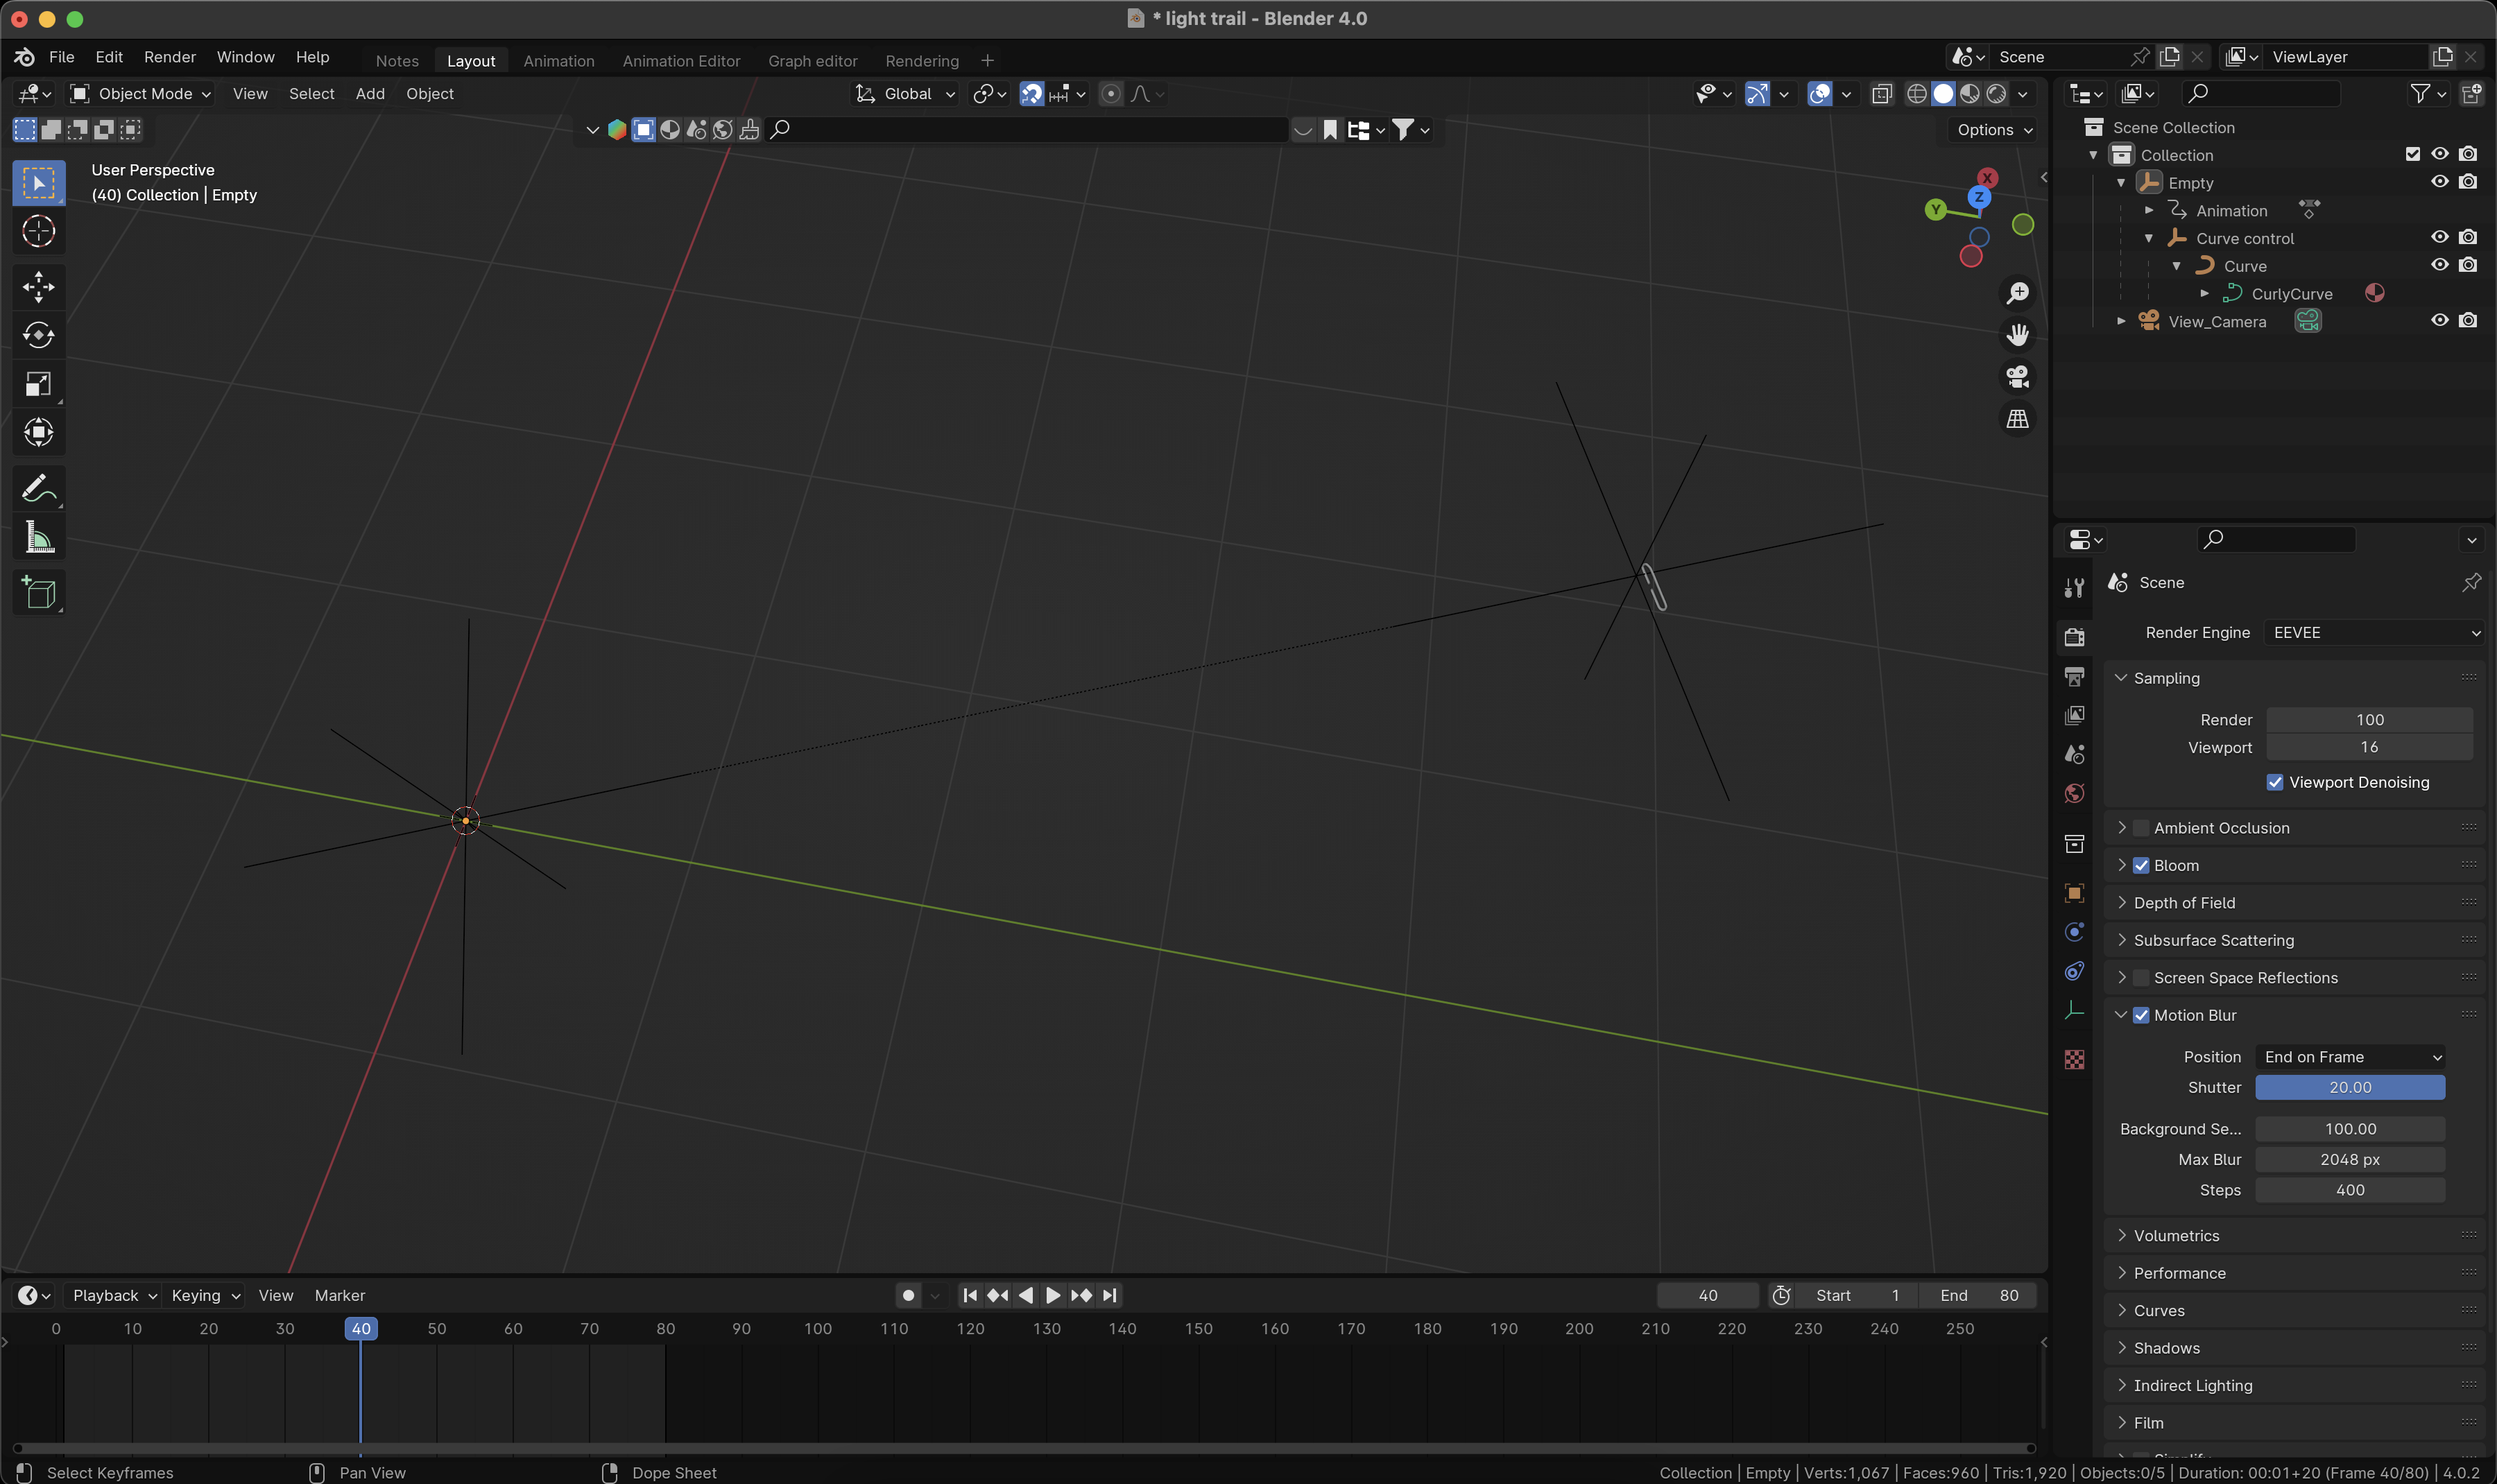 * light trail - Blender 4.0
File Edit Render Window Help Notes Layout Animation Animation Editor Graph editor Rendering + Scene ViewLayer
Object Mode View Select Add Object Global
Options
User Perspective
(40) Collection | Empty
X
Y
Z
Scene Collection
Collection
Empty
Animation
Curve control
Curve
CurlyCurve
View_Camera
Scene
Render Engine EEVEE
Sampling
Render 100
Viewport 16
Viewport Denoising
Ambient Occlusion
Bloom
Depth of Field
Subsurface Scattering
Screen Space Reflections
Motion Blur
Position End on Frame
Shutter 20.00
Background Se... 100.00
Max Blur 2048 px
Steps 400
Volumetrics
Performance
Curves
Shadows
Indirect Lighting
Film
Playback Keying View Marker 40 Start 1 End 80
0 10 20 30 40 50 60 70 80 90 100 110 120 130 140 150 160 170 180 190 200 210 220 230 240 250
Select Keyframes Pan View Dope Sheet Collection | Empty | Verts:1,067 | Faces:960 | Tris:1,920 | Objects:0/5 | Duration: 00:01+20 (Frame 40/80) | 4.0.2